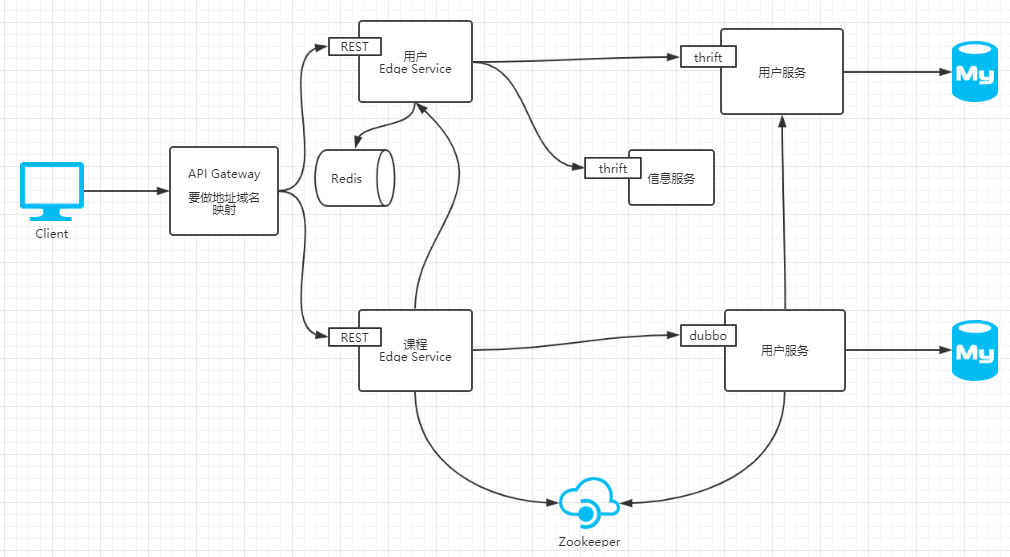 REST
用户
Edge Service
thrift
用户服务
My
API Gateway
要做地址域名
映射
Redis
thrift
信息服务
Client
REST
课程
Edge Service
dubbo
用户服务
My
Zookeeper